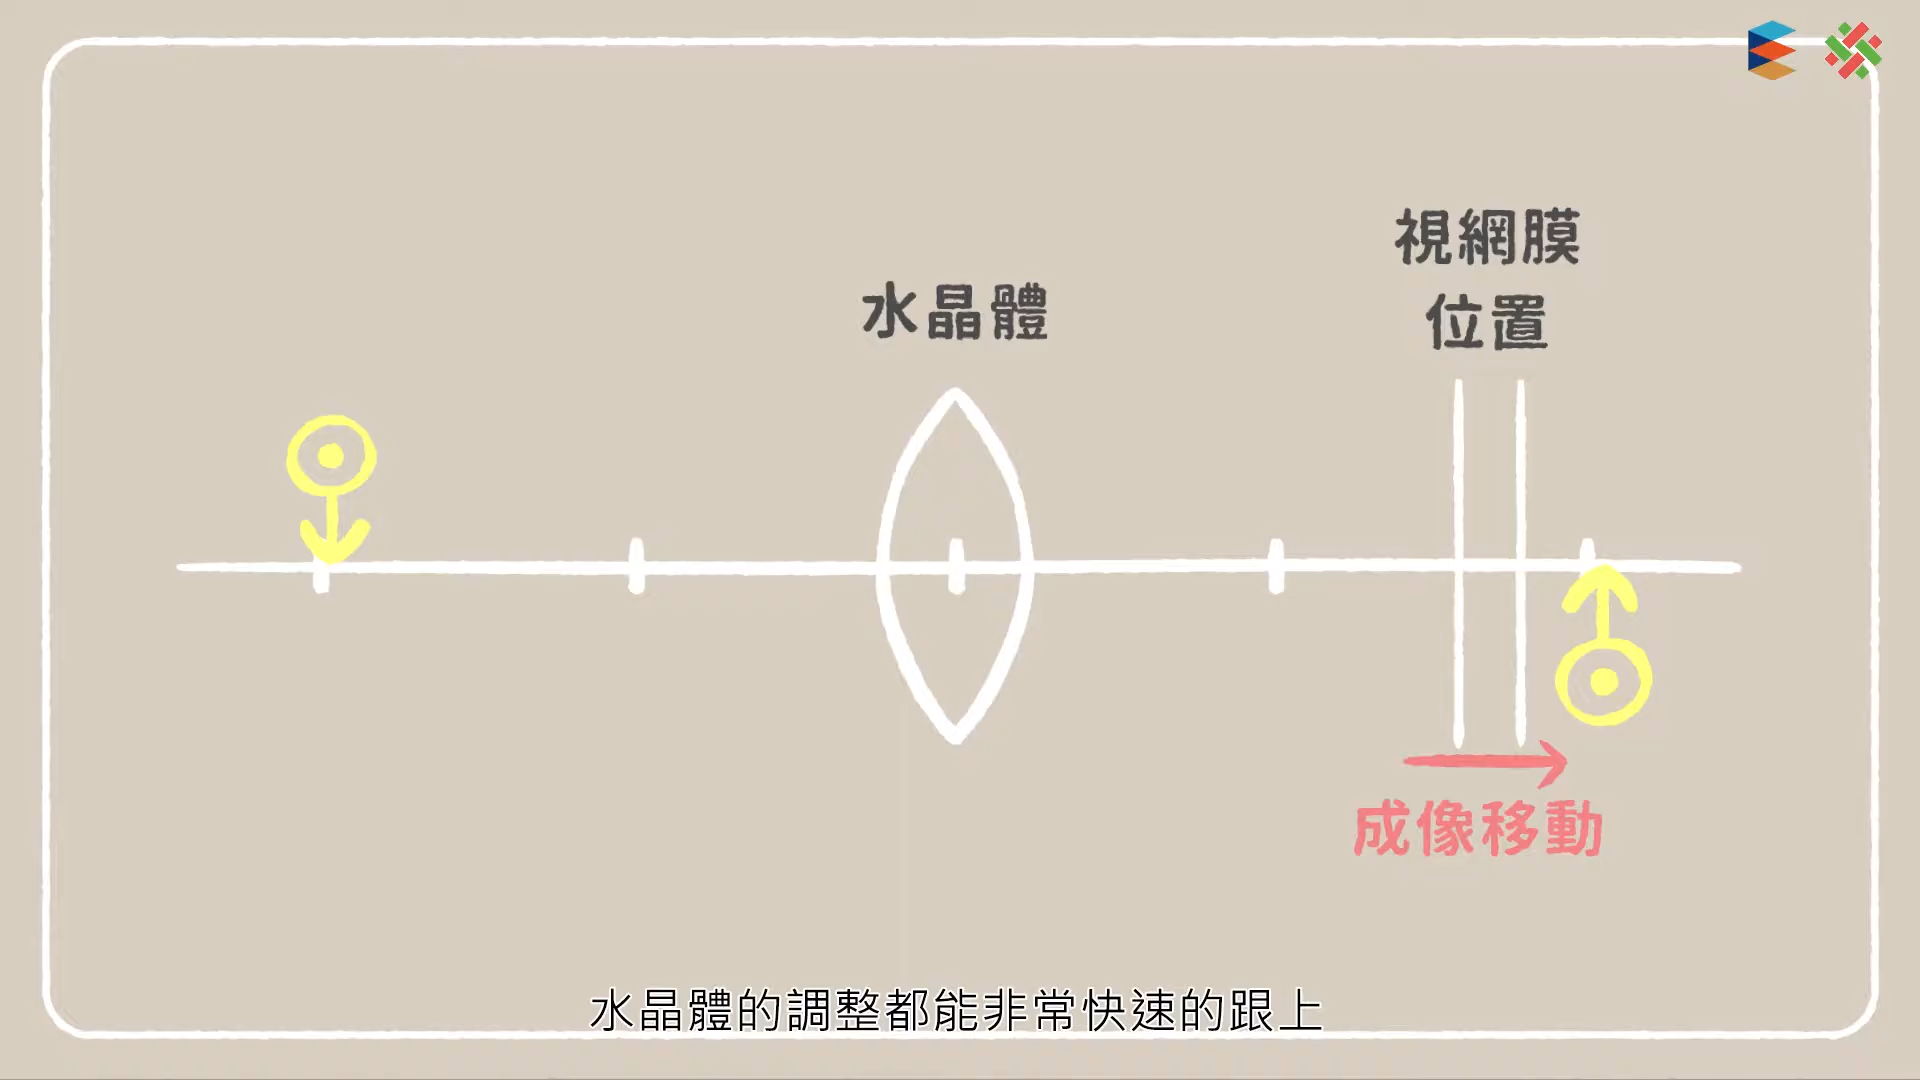 視網膜
位置
水晶體
成像移動
水晶體的調整都能非常快速的跟上